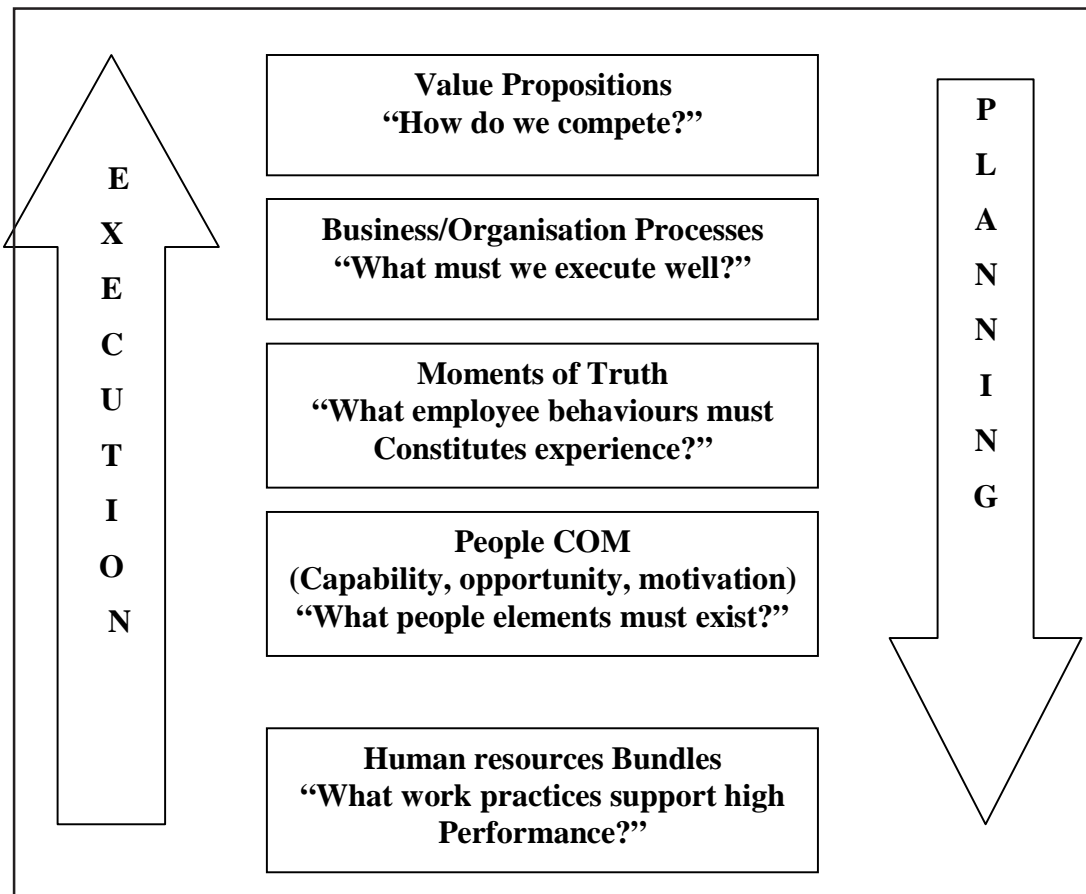 EXECUTION
Value Propositions
“How do we compete?”
Business/Organisation Processes
“What must we execute well?”
Moments of Truth
“What employee behaviours must
Constitutes experience?”
People COM
(Capability, opportunity, motivation)
“What people elements must exist?”
Human resources Bundles
“What work practices support high
Performance?”
PLANNING